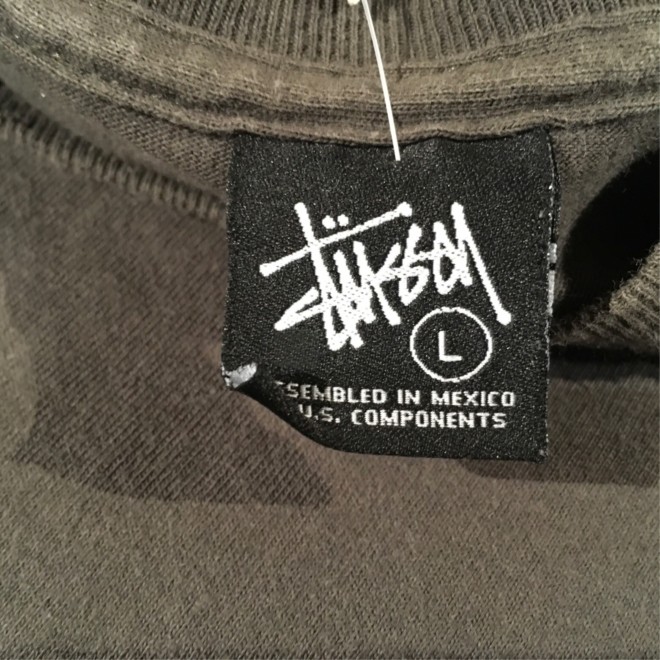 Stüssy
L
SSEMBLED IN MEXICO
U.S. COMPONENTS